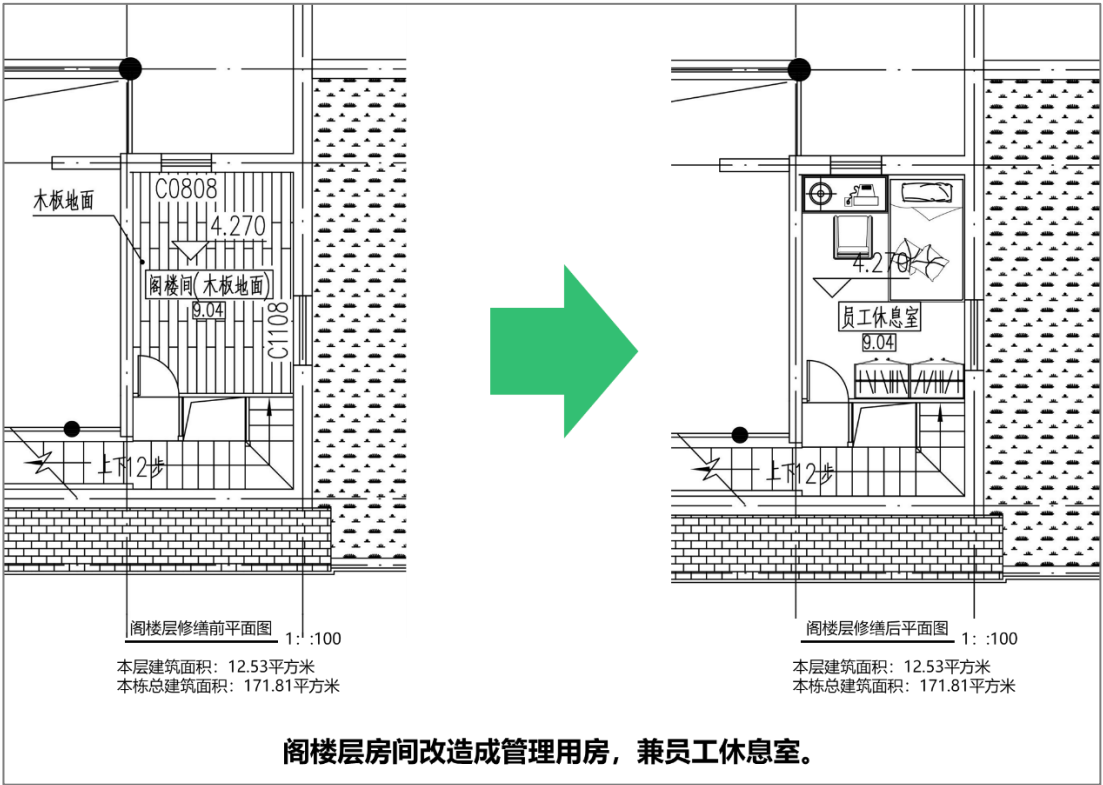 C0808
木板地面
4.270
阁楼间(木板地面)
9.04
C1108
上下12步
阁楼层修缮前平面图 1: :100
本层建筑面积：12.53平方米
本栋总建筑面积：171.81平方米
4.270
员工休息室
9.04
上下12步
阁楼层修缮后平面图 1: :100
本层建筑面积：12.53平方米
本栋总建筑面积：171.81平方米
阁楼层房间改造成管理用房，兼员工休息室。